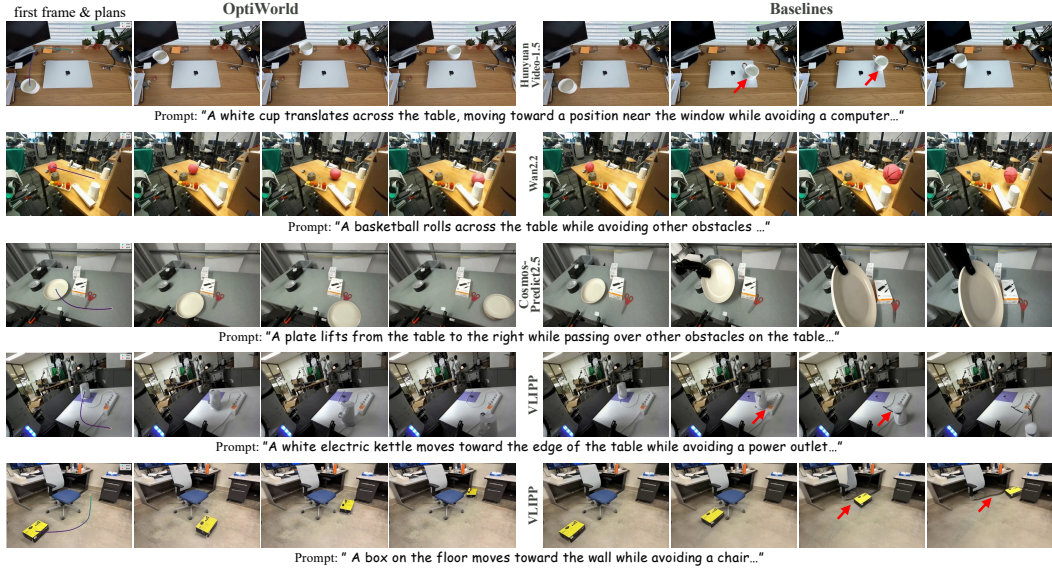 first frame & plans
OptiWorld
Baselines
Hunyuan
Video-1.5
Prompt: "A white cup translates across the table, moving toward a position near the window while avoiding a computer…"
Wan2.2
Prompt: "A basketball rolls across the table while avoiding other obstacles …"
Cosmos-
Predict2.5
Prompt: "A plate lifts from the table to the right while passing over other obstacles on the table…"
VLIPP
Prompt: "A white electric kettle moves toward the edge of the table while avoiding a power outlet…"
VLIPP
Prompt: " A box on the floor moves toward the wall while avoiding a chair…"